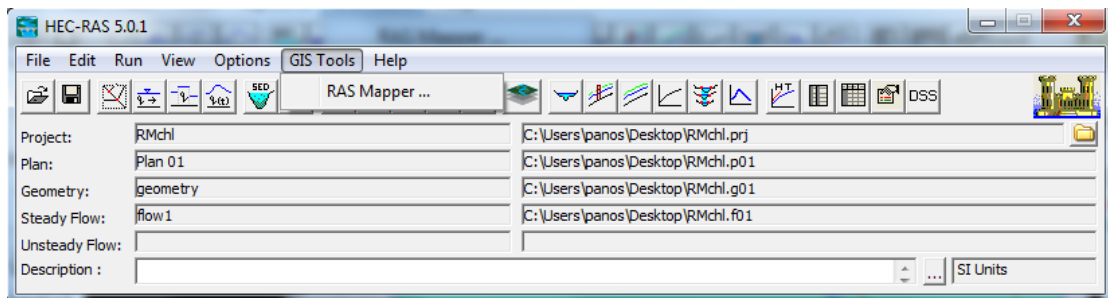 HEC-RAS 5.0.1
File Edit Run View Options GIS Tools Help
RAS Mapper ...
SED HT DSS
Project: RMchl C:\Users\panos\Desktop\RMchl.prj
Plan: Plan 01 C:\Users\panos\Desktop\RMchl.p01
Geometry: geometry C:\Users\panos\Desktop\RMchl.g01
Steady Flow: flow1 C:\Users\panos\Desktop\RMchl.f01
Unsteady Flow:
Description : ... SI Units